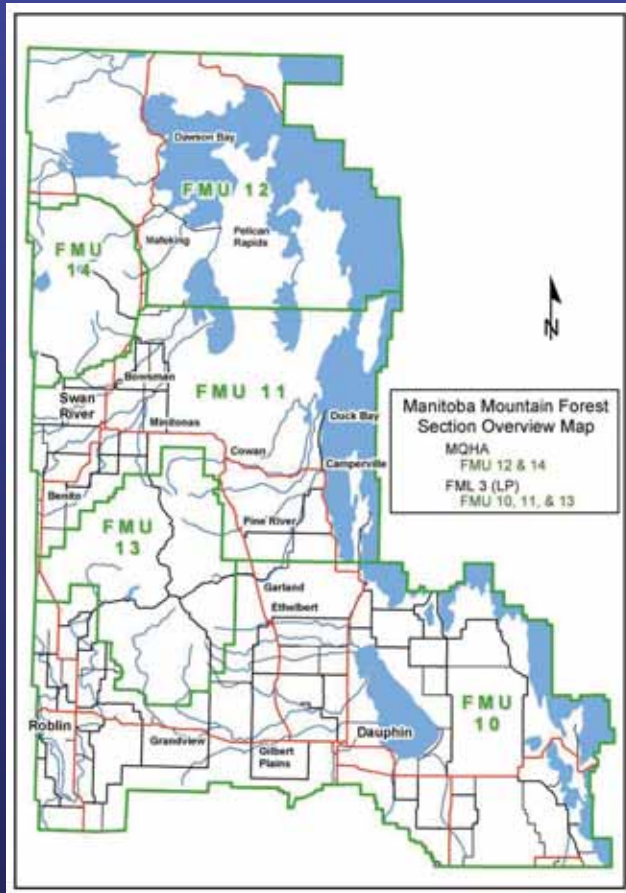 Dawson Bay
FMU 12
Mafeking
Pelican
Rapids
FMU
14
N
Bowsman
FMU 11
Swan
River
Minitonas
Duck Bay
Manitoba Mountain Forest
Section Overview Map
MQHA
FMU 12 & 14
FML 3 (LP)
FMU 10, 11, & 13
Cowan
Camperville
Benito
FMU
13
Pine River
Garland
Ethelbert
FMU
10
Roblin
Dauphin
Grandview
Gilbert
Plains